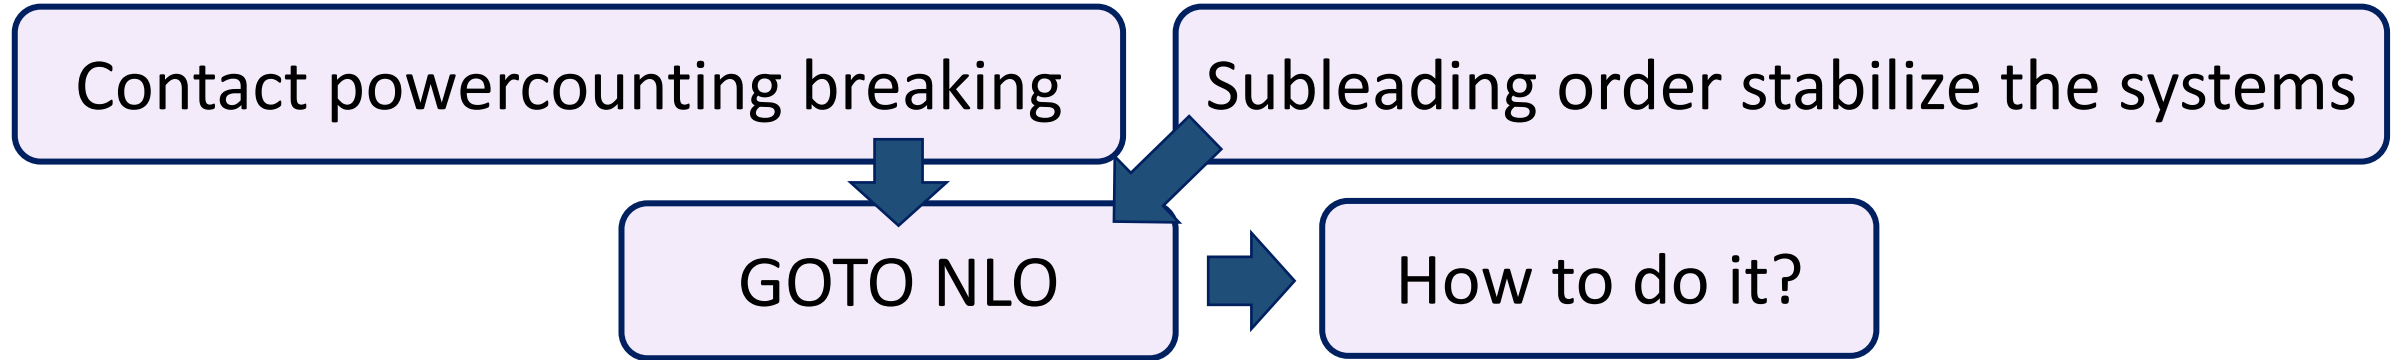 Contact powercounting breaking
Subleading order stabilize the systems
GOTO NLO
How to do it?